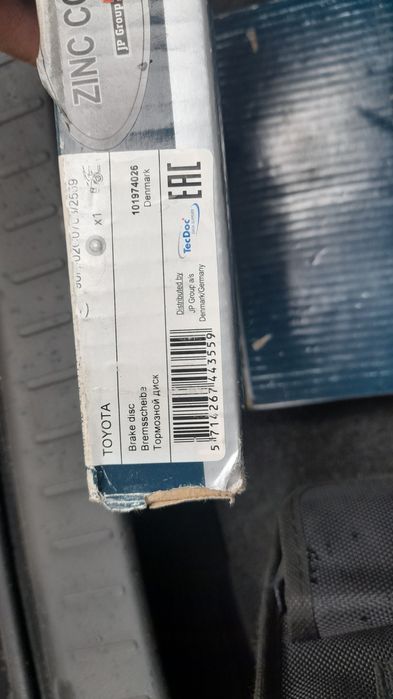 ZINC
JP Group
x1
TOYOTA
Brake disc
Bremsscheibe
Тормозной диск
101974026
Denmark
Distributed by
JP Group a/s
Denmark/Germany
TecDoc
EAC
5 714267 443559